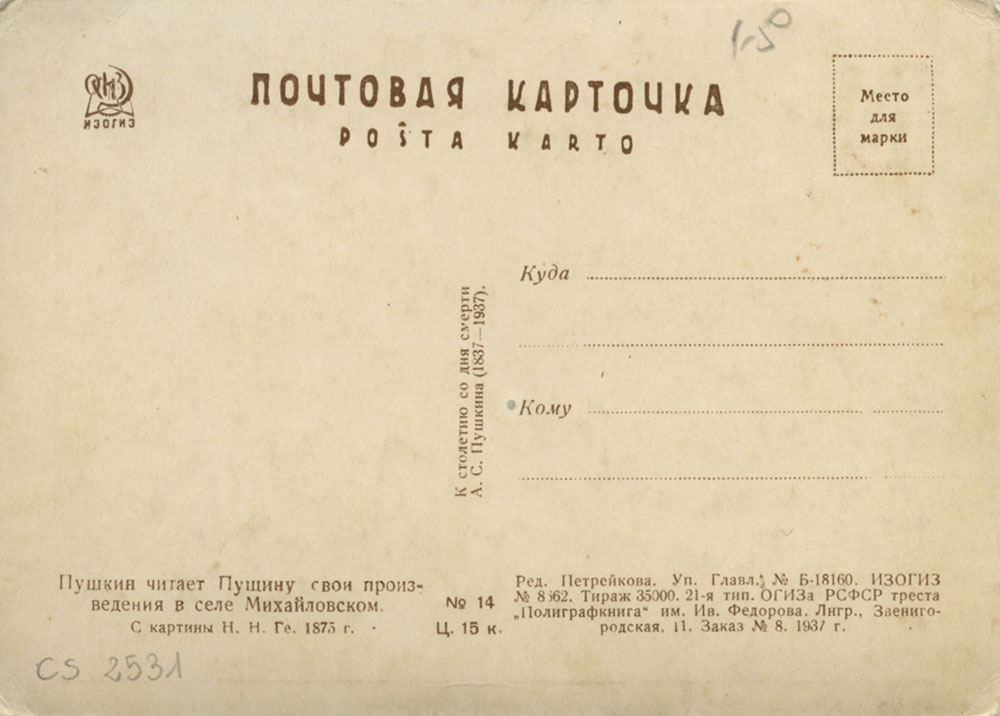 1-50
ИЗОГИЗ
ПОЧТОВАЯ КАРТОЧКА
POŜTA KARTO
Место
для
марки
Куда
Кому
К столетию со дня смерти
А. С. Пушкина (1837—1937).
Пушкин читает Пущину свои произ-
ведения в селе Михайловском.
С картины Н. Н. Ге. 1875 г.
№ 14
Ц. 15 к.
Ред. Петрейкова. Уп. Главл. № Б-18160. ИЗОГИЗ
№ 8562. Тираж 35000. 21-я тип. ОГИЗа РСФСР треста
„Полиграфкнига“ им. Ив. Федорова. Лнгр., Звениго-
родская, 11. Заказ № 8. 1937 г.
CS 2531